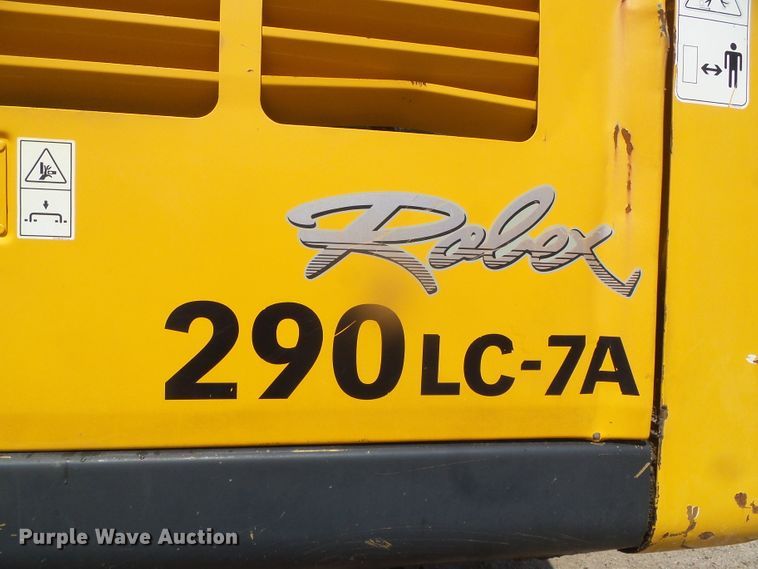 Robex
290LC-7A
Purple Wave Auction®